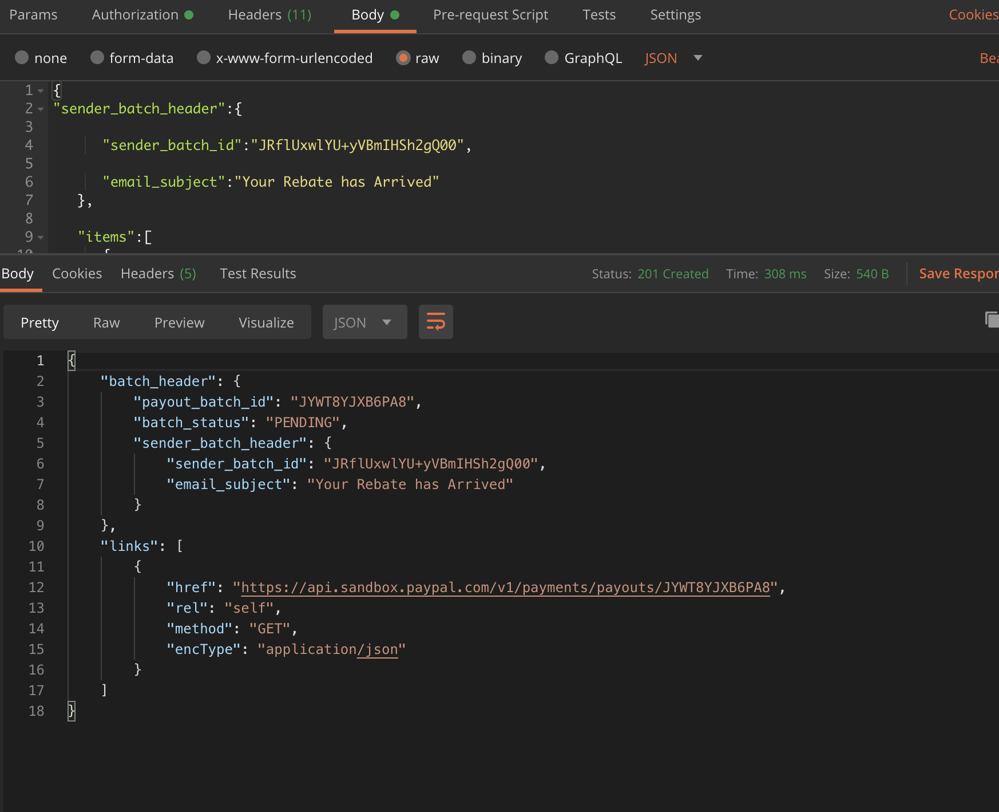 Params Authorization Headers (11) Body Pre-request Script Tests Settings Cookies
none form-data x-www-form-urlencoded raw binary GraphQL JSON
1 {
2 "sender_batch_header":{
3
4 "sender_batch_id":"JRflUxwlYU+yVBmIHSh2gQ00",
5
6 "email_subject":"Your Rebate has Arrived"
7 },
8
9 "items":[
10 {
Body Cookies Headers (5) Test Results Status: 201 Created Time: 308 ms Size: 540 B Save Respon
Pretty Raw Preview Visualize JSON
1 {
2 "batch_header": {
3 "payout_batch_id": "JYWT8YJXB6PA8",
4 "batch_status": "PENDING",
5 "sender_batch_header": {
6 "sender_batch_id": "JRflUxwlYU+yVBmIHSh2gQ00",
7 "email_subject": "Your Rebate has Arrived"
8 }
9 },
10 "links": [
11 {
12 "href": "https://api.sandbox.paypal.com/v1/payments/payouts/JYWT8YJXB6PA8",
13 "rel": "self",
14 "method": "GET",
15 "encType": "application/json"
16 }
17 ]
18 }